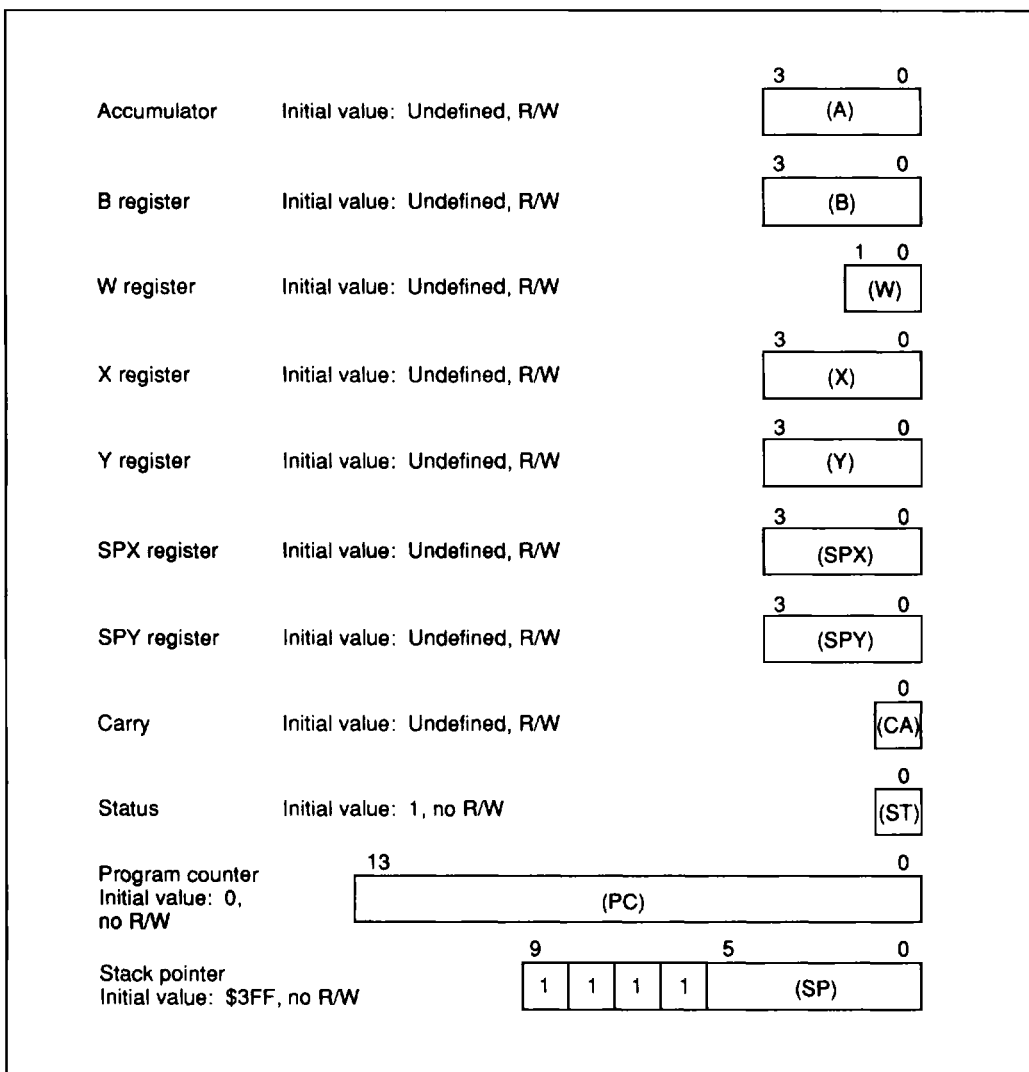 3 0
Accumulator Initial value: Undefined, R/W (A)
3 0
B register Initial value: Undefined, R/W (B)
1 0
W register Initial value: Undefined, R/W (W)
3 0
X register Initial value: Undefined, R/W (X)
3 0
Y register Initial value: Undefined, R/W (Y)
3 0
SPX register Initial value: Undefined, R/W (SPX)
3 0
SPY register Initial value: Undefined, R/W (SPY)
0
Carry Initial value: Undefined, R/W (CA)
0
Status Initial value: 1, no R/W (ST)
13 0
Program counter
Initial value: 0,
no R/W
(PC)
9 5 0
Stack pointer
Initial value: $3FF, no R/W
1 1 1 1 (SP)